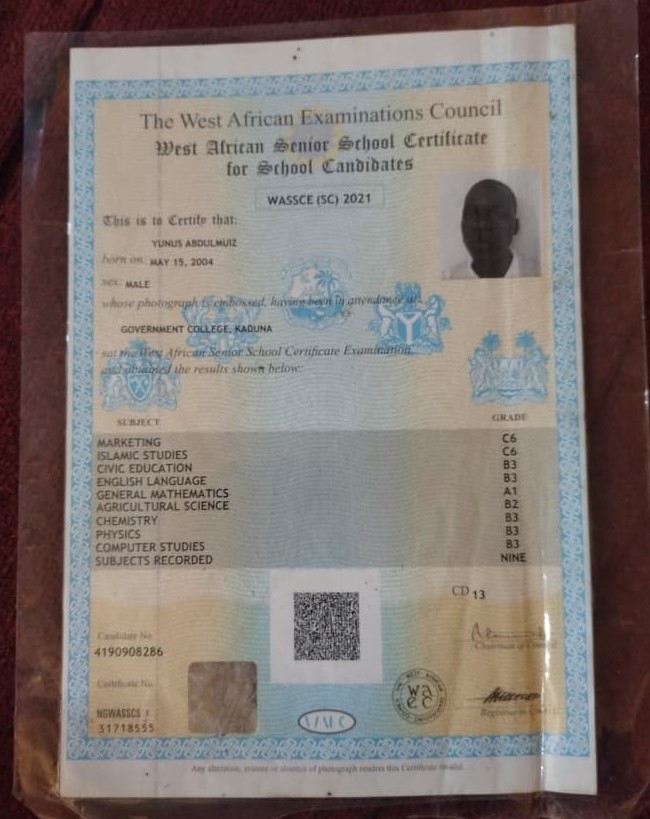 The West African Examinations Council
West African Senior School Certificate
for School Candidates
WASSCE (SC) 2021
This is to Certify that:
YUNUS ABDULMUIZ
born on: MAY 15, 2004
sex: MALE
whose photograph is embossed, having been in attendance at:
GOVERNMENT COLLEGE, KADUNA
sat the West African Senior School Certificate Examination
and obtained the results shown below:
SUBJECT GRADE
MARKETING C6
ISLAMIC STUDIES C6
CIVIC EDUCATION B3
ENGLISH LANGUAGE B3
GENERAL MATHEMATICS A1
AGRICULTURAL SCIENCE B2
CHEMISTRY B3
PHYSICS B3
COMPUTER STUDIES B3
SUBJECTS RECORDED NINE
CD 13
Candidate No.
4190908286
Chairman of Council
Certificate No.
NGWASSCS #
31718555
wa
ec
Registrar to Council
Any alteration, erasure or absence of photograph renders this Certificate invalid